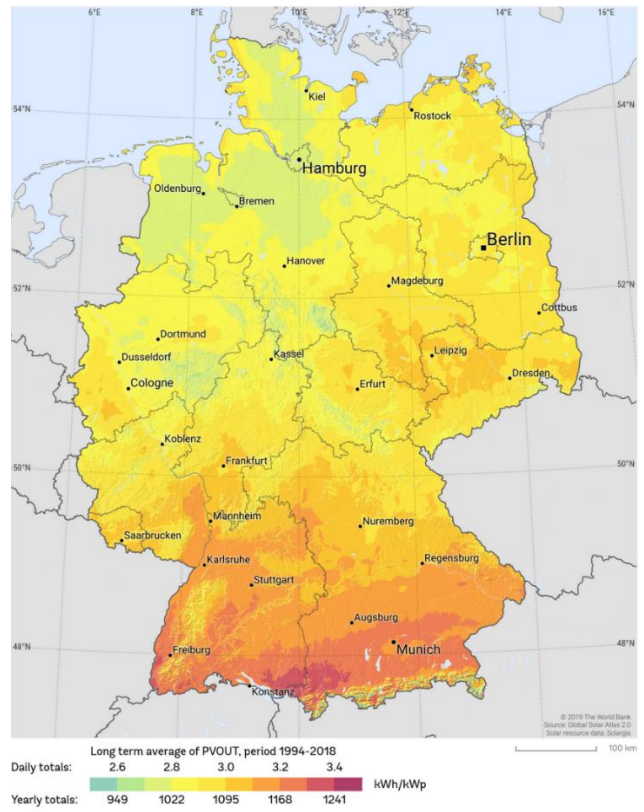 6°E 8°E 10°E 12°E 14°E 16°E
54°N 54°N
Kiel
Rostock
Hamburg
Oldenburg
Bremen
Berlin
Hanover
Magdeburg
52°N 52°N
Cottbus
Dortmund
Kassel
Leipzig
Dusseldorf
Dresden
Cologne
Erfurt
Koblenz
50°N 50°N
Frankfurt
Mannheim
Nuremberg
Saarbrucken
Karlsruhe
Regensburg
Stuttgart
Augsburg
48°N 48°N
Freiburg
Munich
Konstanz
© 2019 The World Bank
Source: Global Solar Atlas 2.0
Solar resource data: Solargis
Long term average of PVOUT, period 1994-2018
100 km
Daily totals: 2.6 2.8 3.0 3.2 3.4
kWh/kWp
Yearly totals: 949 1022 1095 1168 1241